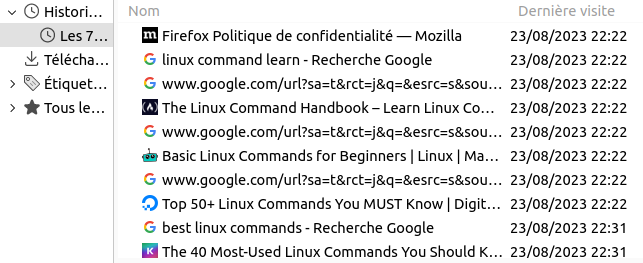 Histori...
Les 7...
Télécha...
Étiquet...
Tous le...
Nom Dernière visite
Firefox Politique de confidentialité — Mozilla 23/08/2023 22:22
linux command learn - Recherche Google 23/08/2023 22:22
www.google.com/url?sa=t&rct=j&q=&esrc=s&sou... 23/08/2023 22:22
The Linux Command Handbook – Learn Linux Co... 23/08/2023 22:22
www.google.com/url?sa=t&rct=j&q=&esrc=s&sou... 23/08/2023 22:22
Basic Linux Commands for Beginners | Linux | Ma... 23/08/2023 22:22
www.google.com/url?sa=t&rct=j&q=&esrc=s&sou... 23/08/2023 22:22
Top 50+ Linux Commands You MUST Know | Digit... 23/08/2023 22:22
best linux commands - Recherche Google 23/08/2023 22:31
The 40 Most-Used Linux Commands You Should K... 23/08/2023 22:31